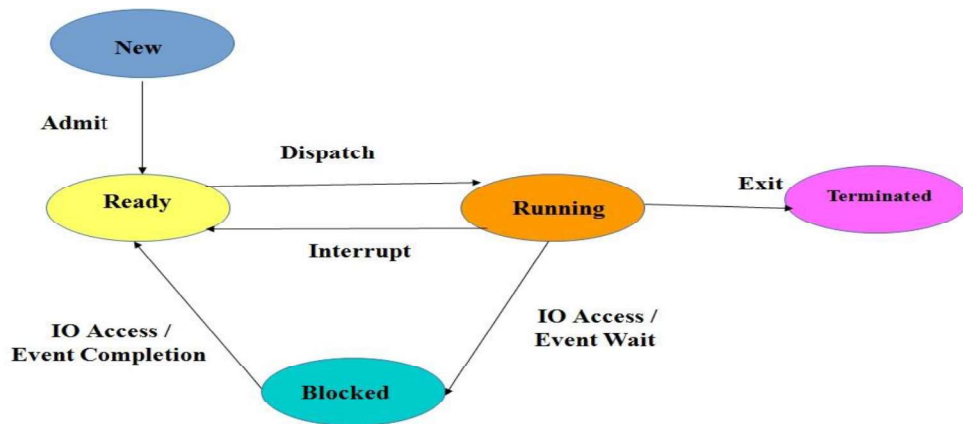 New
Admit
Dispatch
Ready
Running
Exit
Terminated
Interrupt
IO Access /
Event Completion
IO Access /
Event Wait
Blocked